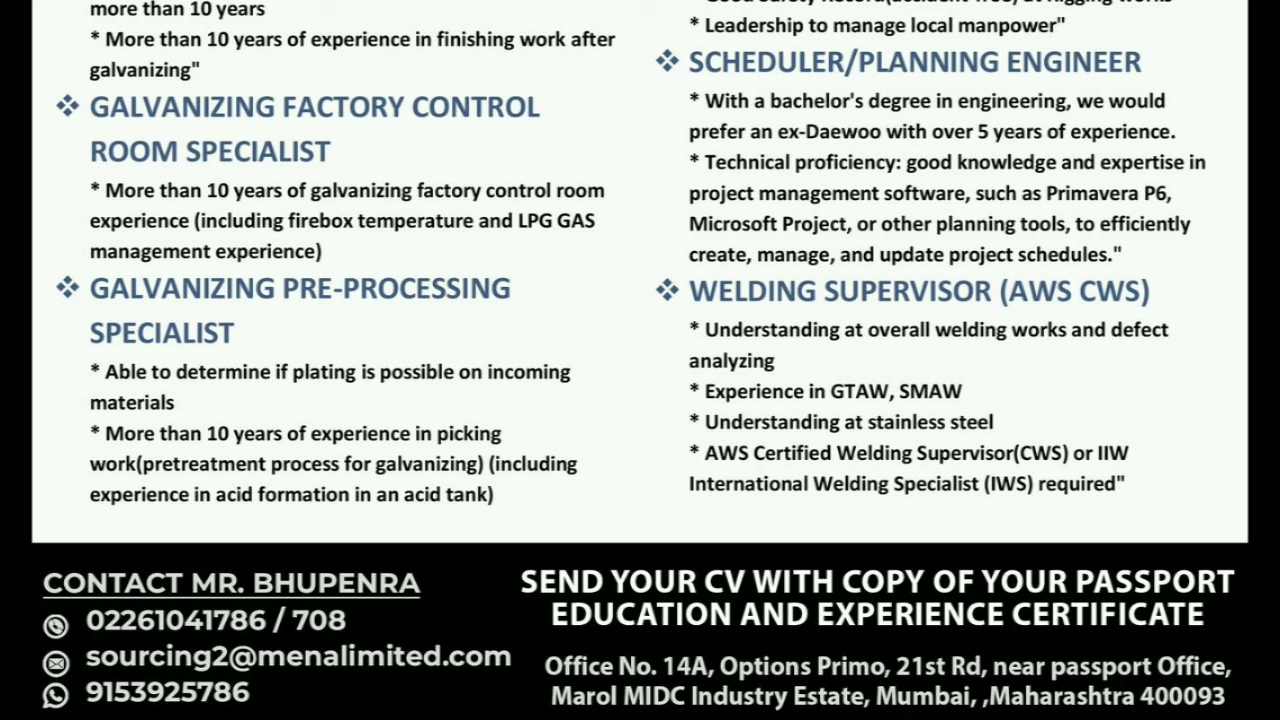 more than 10 years
* More than 10 years of experience in finishing work after
galvanizing"
❖ GALVANIZING FACTORY CONTROL
ROOM SPECIALIST
* More than 10 years of galvanizing factory control room
experience (including firebox temperature and LPG GAS
management experience)
❖ GALVANIZING PRE-PROCESSING
SPECIALIST
* Able to determine if plating is possible on incoming
materials
* More than 10 years of experience in picking
work(pretreatment process for galvanizing) (including
experience in acid formation in an acid tank)
* Good Safety Record(accident free) at Rigging works
* Leadership to manage local manpower"
❖ SCHEDULER/PLANNING ENGINEER
* With a bachelor's degree in engineering, we would
prefer an ex-Daewoo with over 5 years of experience.
* Technical proficiency: good knowledge and expertise in
project management software, such as Primavera P6,
Microsoft Project, or other planning tools, to efficiently
create, manage, and update project schedules."
❖ WELDING SUPERVISOR (AWS CWS)
* Understanding at overall welding works and defect
analyzing
* Experience in GTAW, SMAW
* Understanding at stainless steel
* AWS Certified Welding Supervisor(CWS) or IIW
International Welding Specialist (IWS) required"
CONTACT MR. BHUPENRA
02261041786 / 708
sourcing2@menalimited.com
9153925786
SEND YOUR CV WITH COPY OF YOUR PASSPORT
EDUCATION AND EXPERIENCE CERTIFICATE
Office No. 14A, Options Primo, 21st Rd, near passport Office,
Marol MIDC Industry Estate, Mumbai, ,Maharashtra 400093